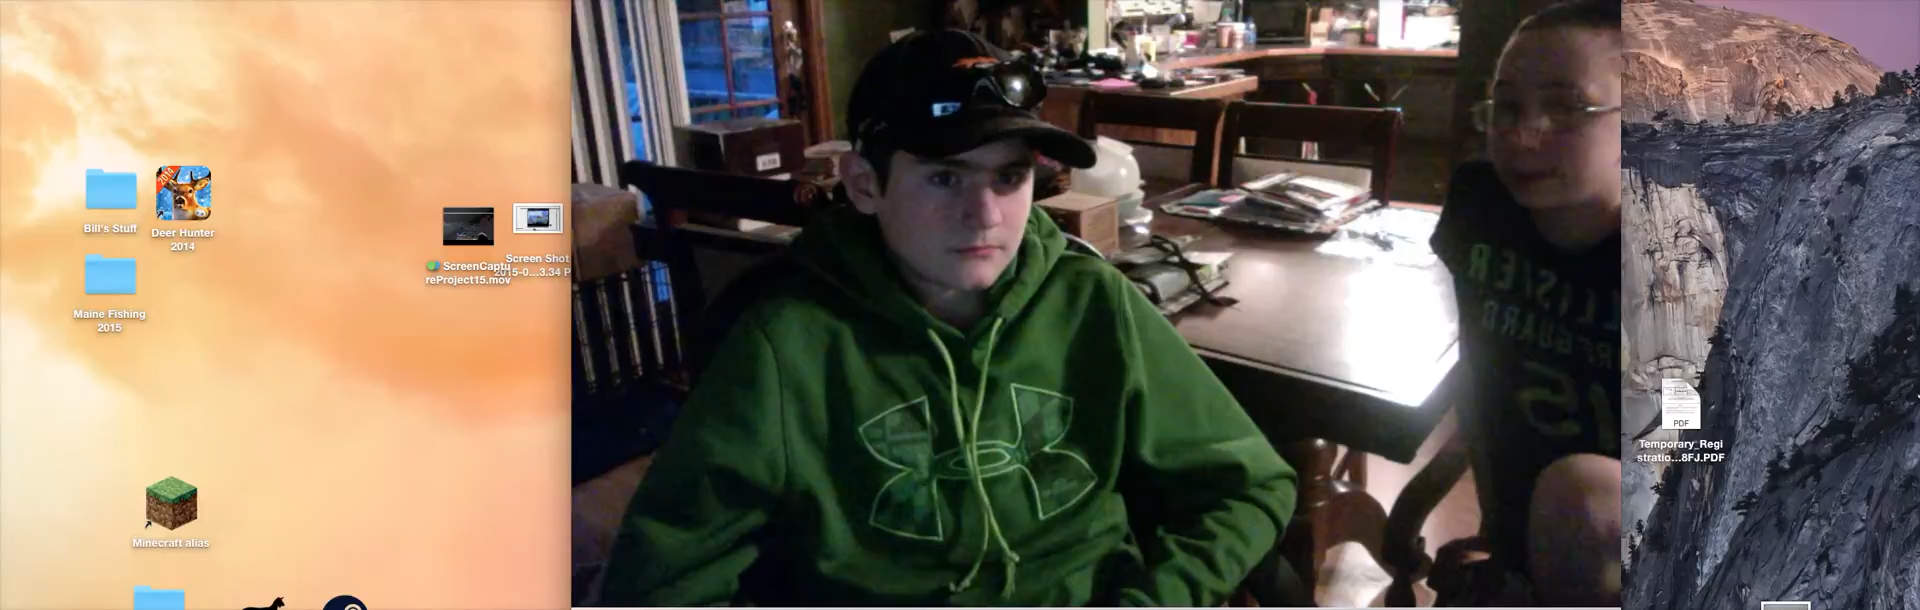 Bill's Stuff
2014
Deer Hunter
2014
Maine Fishing
2015
ScreenCaptu
reProject15.mov
Screen Shot
2015-0...3.34 P
Minecraft alias
PDF
Temporary_Regi
stratio...8FJ.PDF